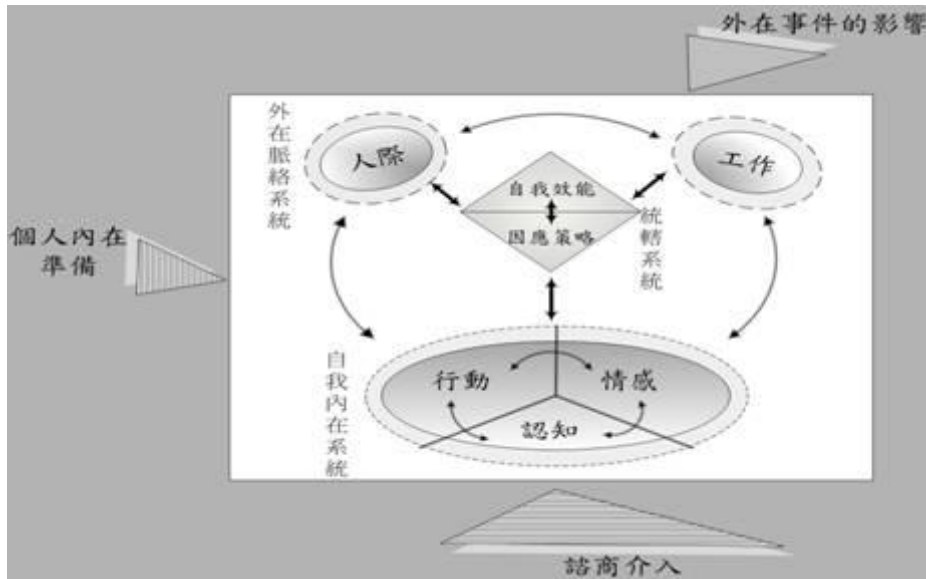 外在事件的影響
外在脈絡系統
人際
工作
自我效能
因應策略
統轄系統
個人內在
準備
自我內在系統
行動
情感
認知
諮商介入